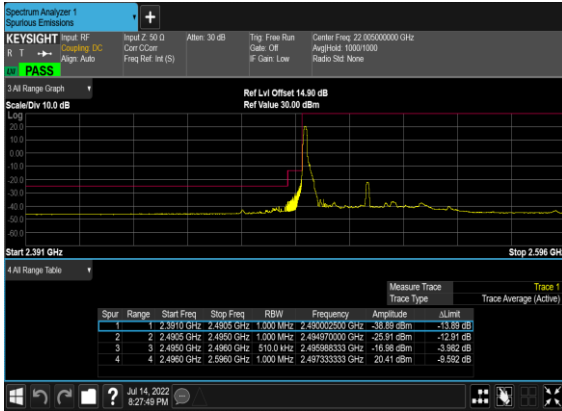 Spectrum Analyzer 1
Spurious Emissions
KEYSIGHT
R T
PASS
Input: RF
Coupling: DC
Align: Auto
Input Z: 50 Ω
Corr CCorr
Freq Ref: Int (S)
Atten: 30 dB
Trig: Free Run
Gate: Off
IF Gain: Low
Center Freq: 22.005000000 GHz
Avg|Hold: 1000/1000
Radio Std: None
3 All Range Graph
Scale/Div 10.0 dB
Ref Lvl Offset 14.90 dB
Ref Value 30.00 dBm
Log
20.0
10.0
0.00
-10.0
-20.0
-30.0
-40.0
-50.0
-60.0
Start 2.391 GHz
Stop 2.596 GH
4 All Range Table
Measure Trace Trace 1
Trace Type Trace Average (Active)
Spur Range Start Freq Stop Freq RBW Frequency Amplitude ΔLimit
1 1 2.3910 GHz 2.4905 GHz 1.000 MHz 2.490002500 GHz -38.89 dBm -13.89 dB
2 2 2.4905 GHz 2.4950 GHz 1.000 MHz 2.494970000 GHz -25.91 dBm -12.91 dB
3 3 2.4950 GHz 2.4960 GHz 510.0 kHz 2.495988333 GHz -16.98 dBm -3.982 dB
4 4 2.4960 GHz 2.5960 GHz 1.000 MHz 2.497333333 GHz 20.41 dBm -9.592 dB
Jul 14, 2022
8:27:49 PM